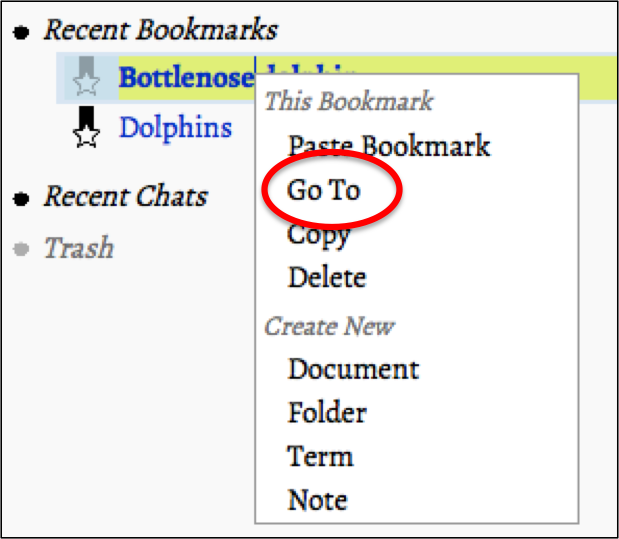 Recent Bookmarks
Bottlenose dolphin
This Bookmark
Dolphins
Paste Bookmark
Recent Chats
Go To
Copy
Trash
Delete
Create New
Document
Folder
Term
Note